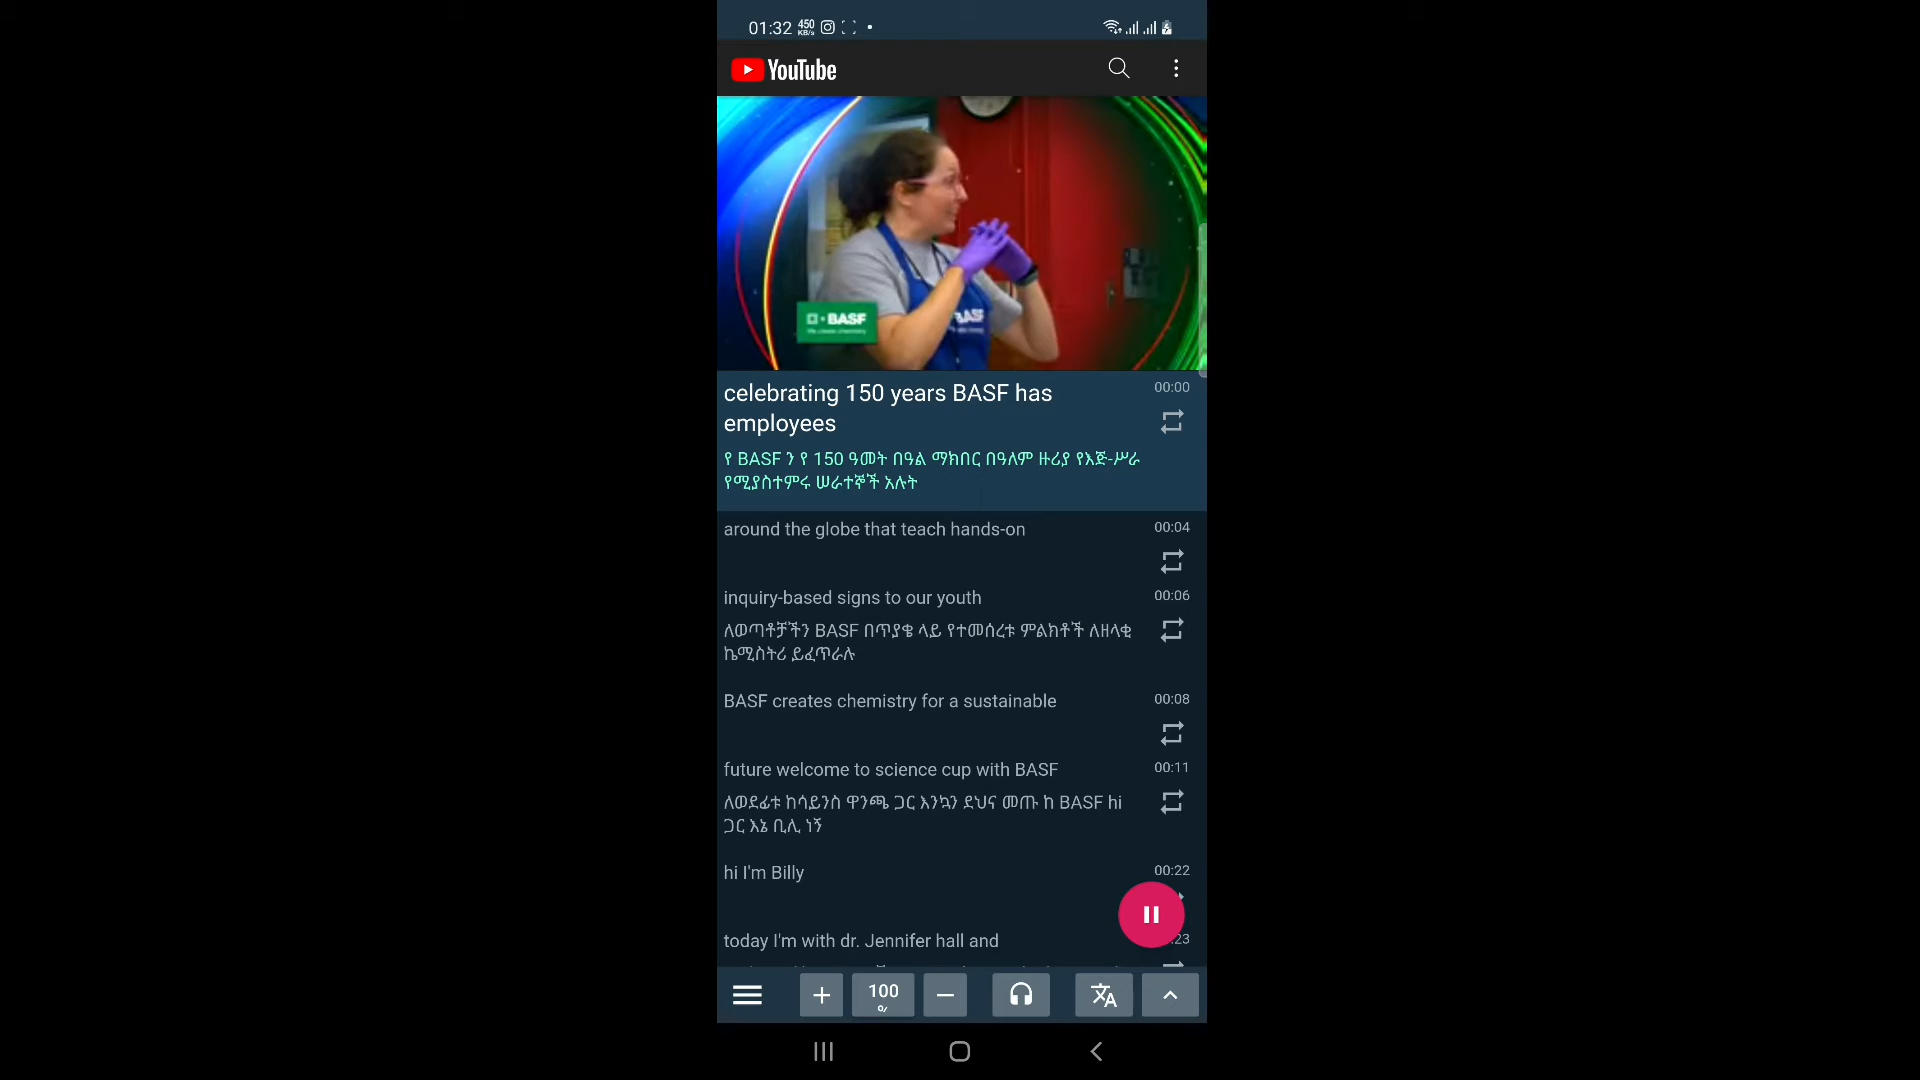 01:32 450 KB/s
YouTube
BASF
BASF
celebrating 150 years BASF has
employees
00:00
የ BASF ን የ 150 ዓመት በዓል ማክበር በዓለም ዙሪያ የእጅ-ሥራ
የሚያስተምሩ ሠራተኞች አሉት
around the globe that teach hands-on
00:04
inquiry-based signs to our youth
00:06
ለወጣቶቻችን BASF በጥያቄ ላይ የተመሰረቱ ምልክቶች ለዘላቂ
ኬሚስትሪ ይፈጥራሉ
BASF creates chemistry for a sustainable
00:08
future welcome to science cup with BASF
00:11
ለወደፊቱ ከሳይንስ ዋንጫ ጋር እንኳን ደህና መጡ ከ BASF hi
ጋር እኔ ቢሊ ነኝ
hi I'm Billy
00:22
today I'm with dr. Jennifer hall and
:23
100
%